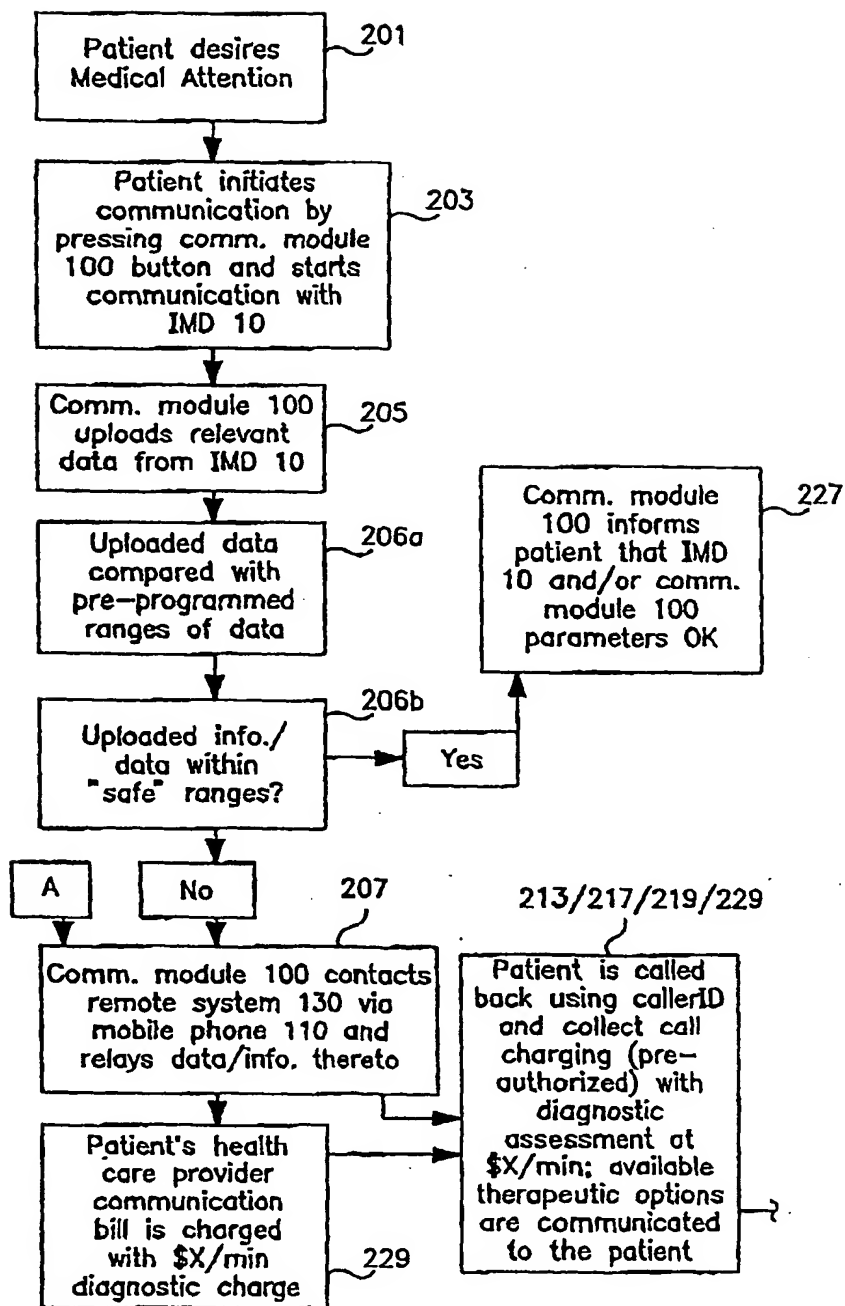 Patient desires
Medical Attention
201
Patient initiates
communication by
pressing comm. module
100 button and starts
communication with
IMD 10
203
Comm. module 100
uploads relevant
data from IMD 10
205
Uploaded data
compared with
pre-programmed
ranges of data
206a
Comm. module
100 informs
patient that IMD
10 and/or comm.
module 100
parameters OK
227
Uploaded info./
data within
"safe" ranges?
206b
Yes
A
No
207
Comm. module 100 contacts
remote system 130 via
mobile phone 110 and
relays data/info. thereto
213/217/219/229
Patient is called
back using callerID
and collect call
charging (pre-
authorized) with
diagnostic
assessment at
$X/min; available
therapeutic options
are communicated
to the patient
Patient's health
care provider
communication
bill is charged
with $X/min
diagnostic charge
229